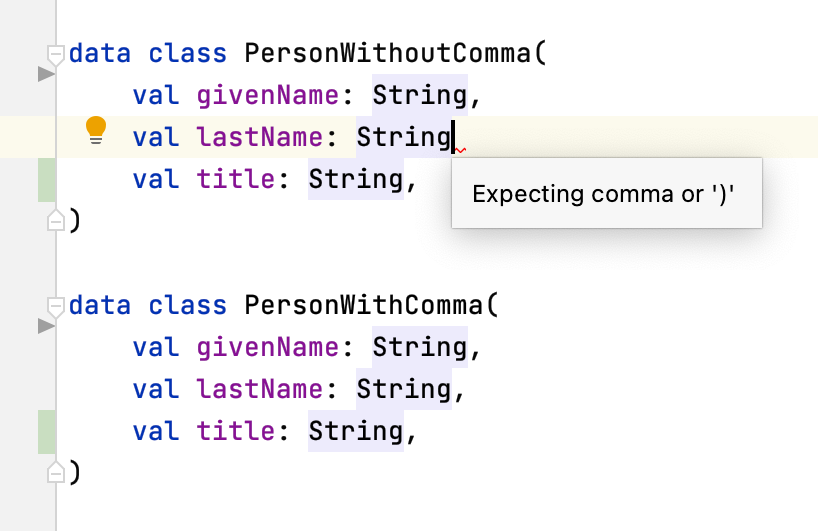 data class PersonWithoutComma(
val givenName: String,
val lastName: String
val title: String,
Expecting comma or ')'
)
data class PersonWithComma(
val givenName: String,
val lastName: String,
val title: String,
)